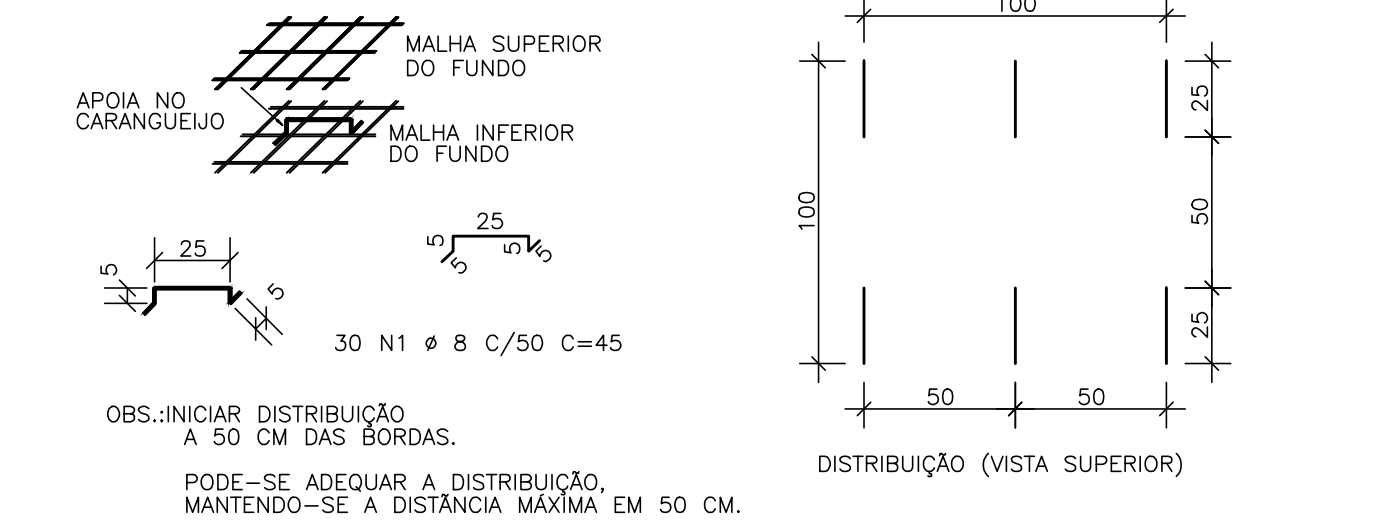 MALHA SUPERIOR
DO FUNDO
APOIA NO
CARANGUEIJO
MALHA INFERIOR
DO FUNDO
25
5
5
25
5
5
5
5
30 N1 ø 8 C/50 C=45
OBS.:INICIAR DISTRIBUIÇÃO
A 50 CM DAS BORDAS.
PODE-SE ADEQUAR A DISTRIBUIÇÃO,
MANTENDO-SE A DISTÃNCIA MÁXIMA EM 50 CM.
100
100
25
50
25
50
50
DISTRIBUIÇÃO (VISTA SUPERIOR)